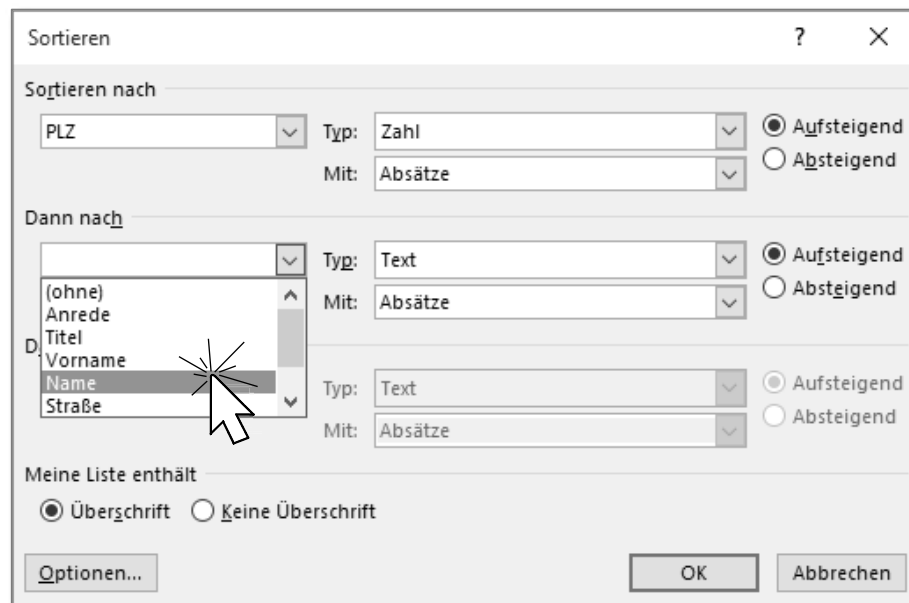 Sortieren ?
Sortieren nach
PLZ Typ: Zahl Aufsteigend
Mit: Absätze Absteigend
Dann nach
Typ: Text Aufsteigend
Mit: Absätze Absteigend
(ohne)
Anrede
Titel
Vorname
Name
Straße
D
Typ: Text Aufsteigend
Mit: Absätze Absteigend
Meine Liste enthält
Überschrift Keine Überschrift
Optionen... OK Abbrechen